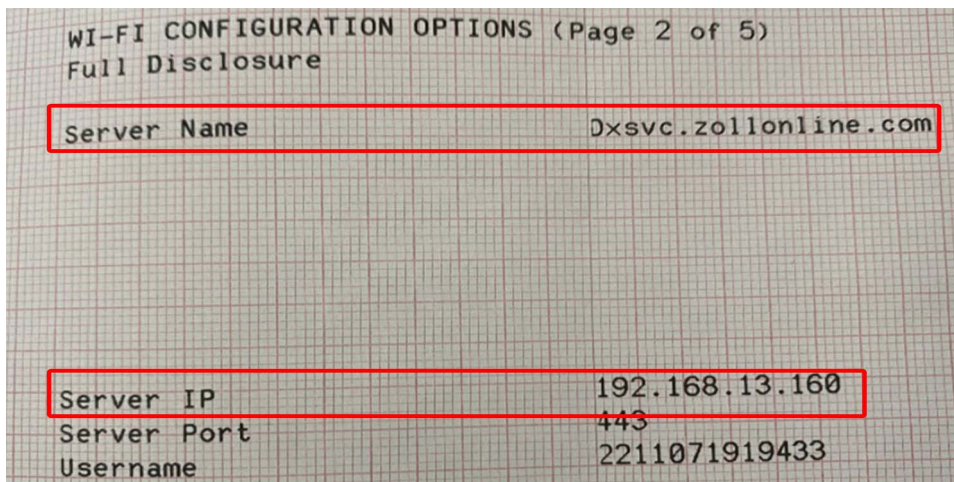 WI-FI CONFIGURATION OPTIONS (Page 2 of 5)
Full Disclosure
Server Name Dxsvc.zollonline.com
Server IP 192.168.13.160
Server Port 443
Username 2211071919433